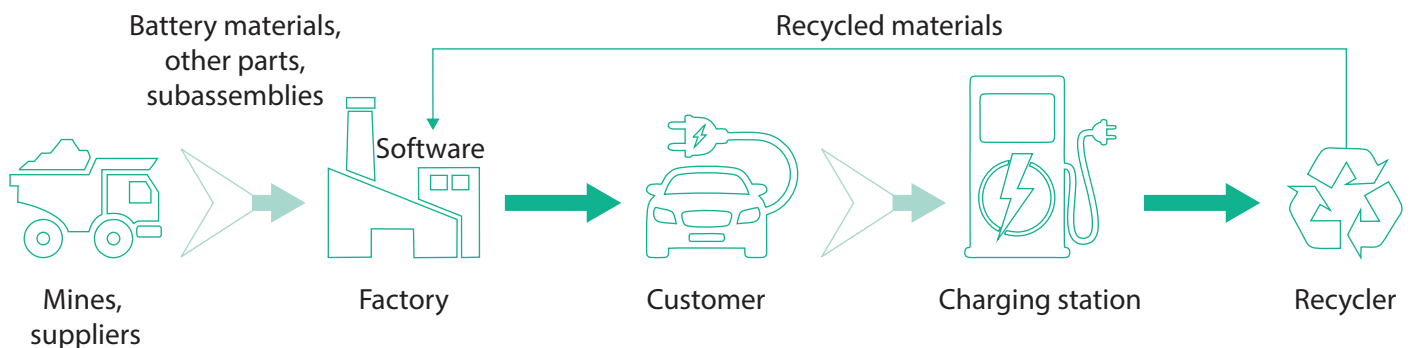 Battery materials,
other parts,
subassemblies
Recycled materials
Software
Mines,
suppliers
Factory
Customer
Charging station
Recycler